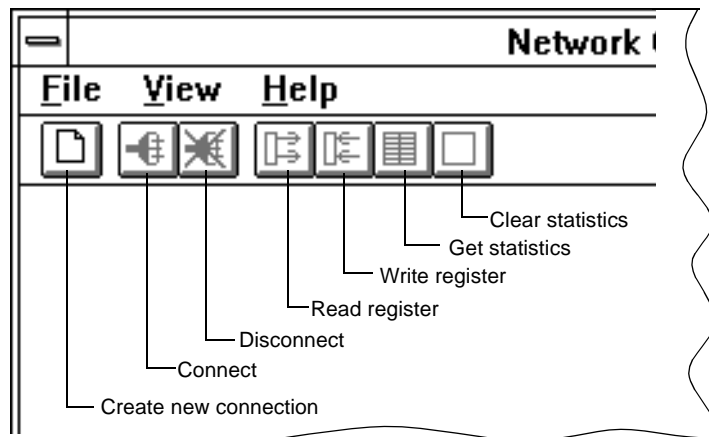 Network
File View Help
Clear statistics
Get statistics
Write register
Read register
Disconnect
Connect
Create new connection